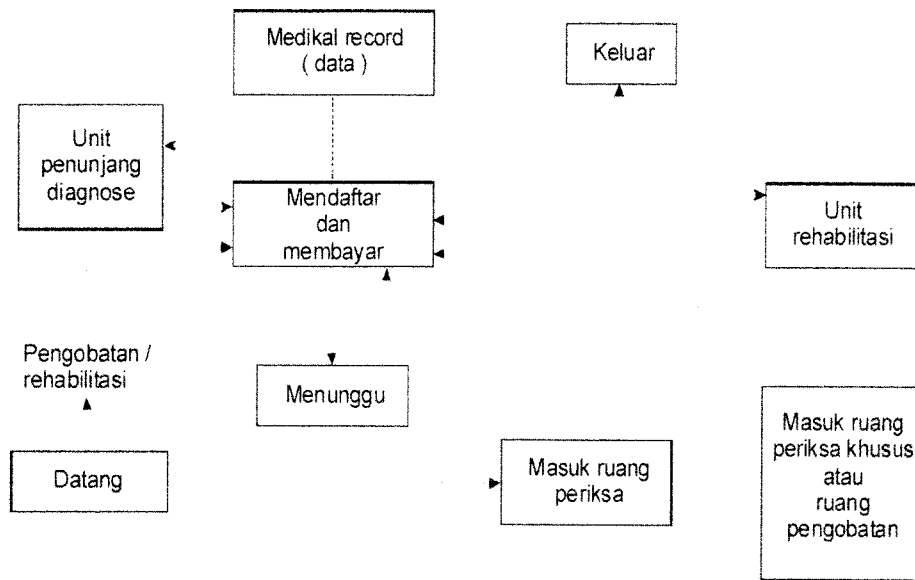 Medikal record
( data )
Keluar
Unit
penunjang
diagnose
Mendaftar
dan
membayar
Unit
rehabilitasi
Pengobatan /
rehabilitasi
Menunggu
Datang
Masuk ruang
periksa
Masuk ruang
periksa khusus
atau
ruang
pengobatan